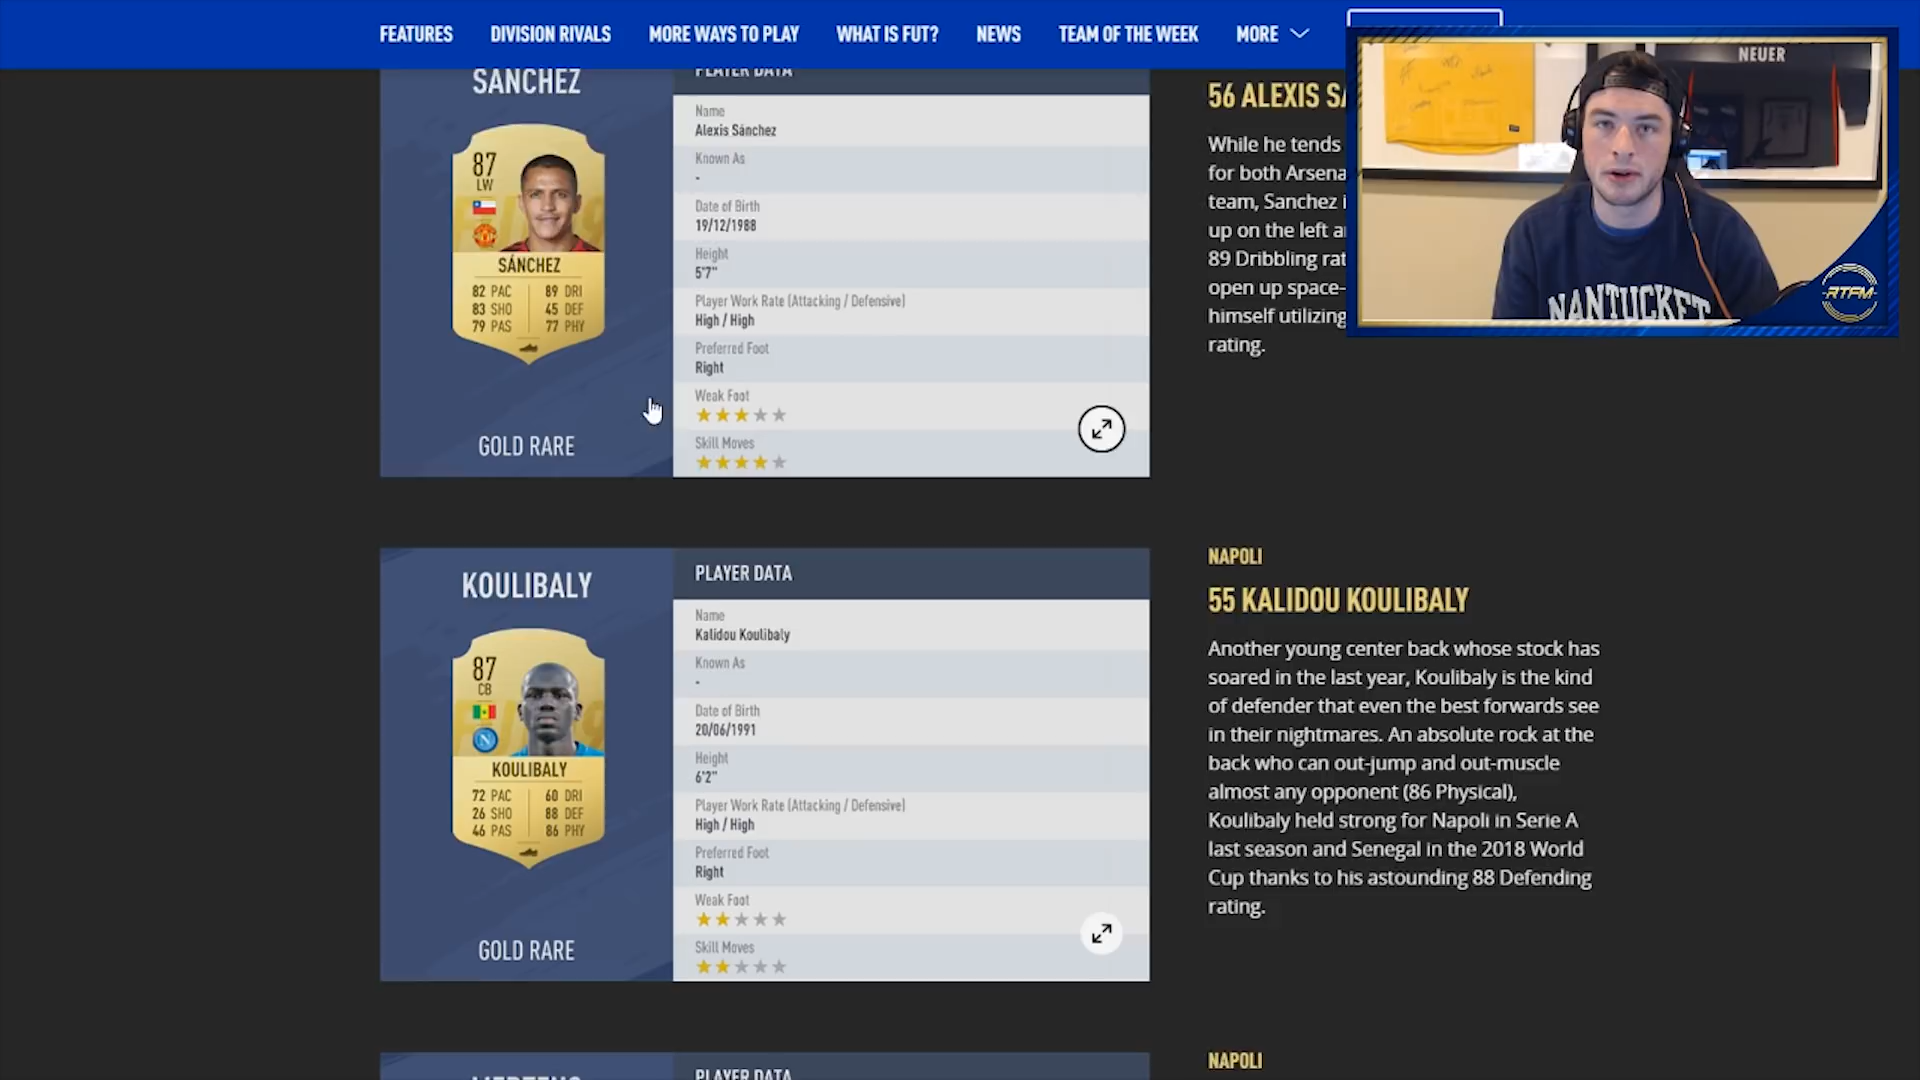 FEATURES DIVISION RIVALS MORE WAYS TO PLAY WHAT IS FUT? NEWS TEAM OF THE WEEK MORE
SANCHEZ
87
LW
SÁNCHEZ
82 PAC 89 DRI
83 SHO 45 DEF
79 PAS 77 PHY
GOLD RARE
PLAYER DATA
Name
Alexis Sánchez
Known As
-
Date of Birth
19/12/1988
Height
5'7"
Player Work Rate (Attacking / Defensive)
High / High
Preferred Foot
Right
Weak Foot
Skill Moves
56 ALEXIS
While he tends
for both
team, Sanchez
up on the left
89 Dribbling
open up space-
himself utilizing
rating.
NEUER
NANTUCKET
RTFM
KOULIBALY
87
CB
N
KOULIBALY
72 PAC 60 DRI
26 SHO 88 DEF
46 PAS 86 PHY
GOLD RARE
PLAYER DATA
Name
Kalidou Koulibaly
Known As
-
Date of Birth
20/06/1991
Height
6'2"
Player Work Rate (Attacking / Defensive)
High / High
Preferred Foot
Right
Weak Foot
Skill Moves
NAPOLI
55 KALIDOU KOULIBALY
Another young center back whose stock has
soared in the last year, Koulibaly is the kind
of defender that even the best forwards see
in their nightmares. An absolute rock at the
back who can out-jump and out-muscle
almost any opponent (86 Physical),
Koulibaly held strong for Napoli in Serie A
last season and Senegal in the 2018 World
Cup thanks to his astounding 88 Defending
rating.
MERTENS
PLAYER DATA
NAPOLI